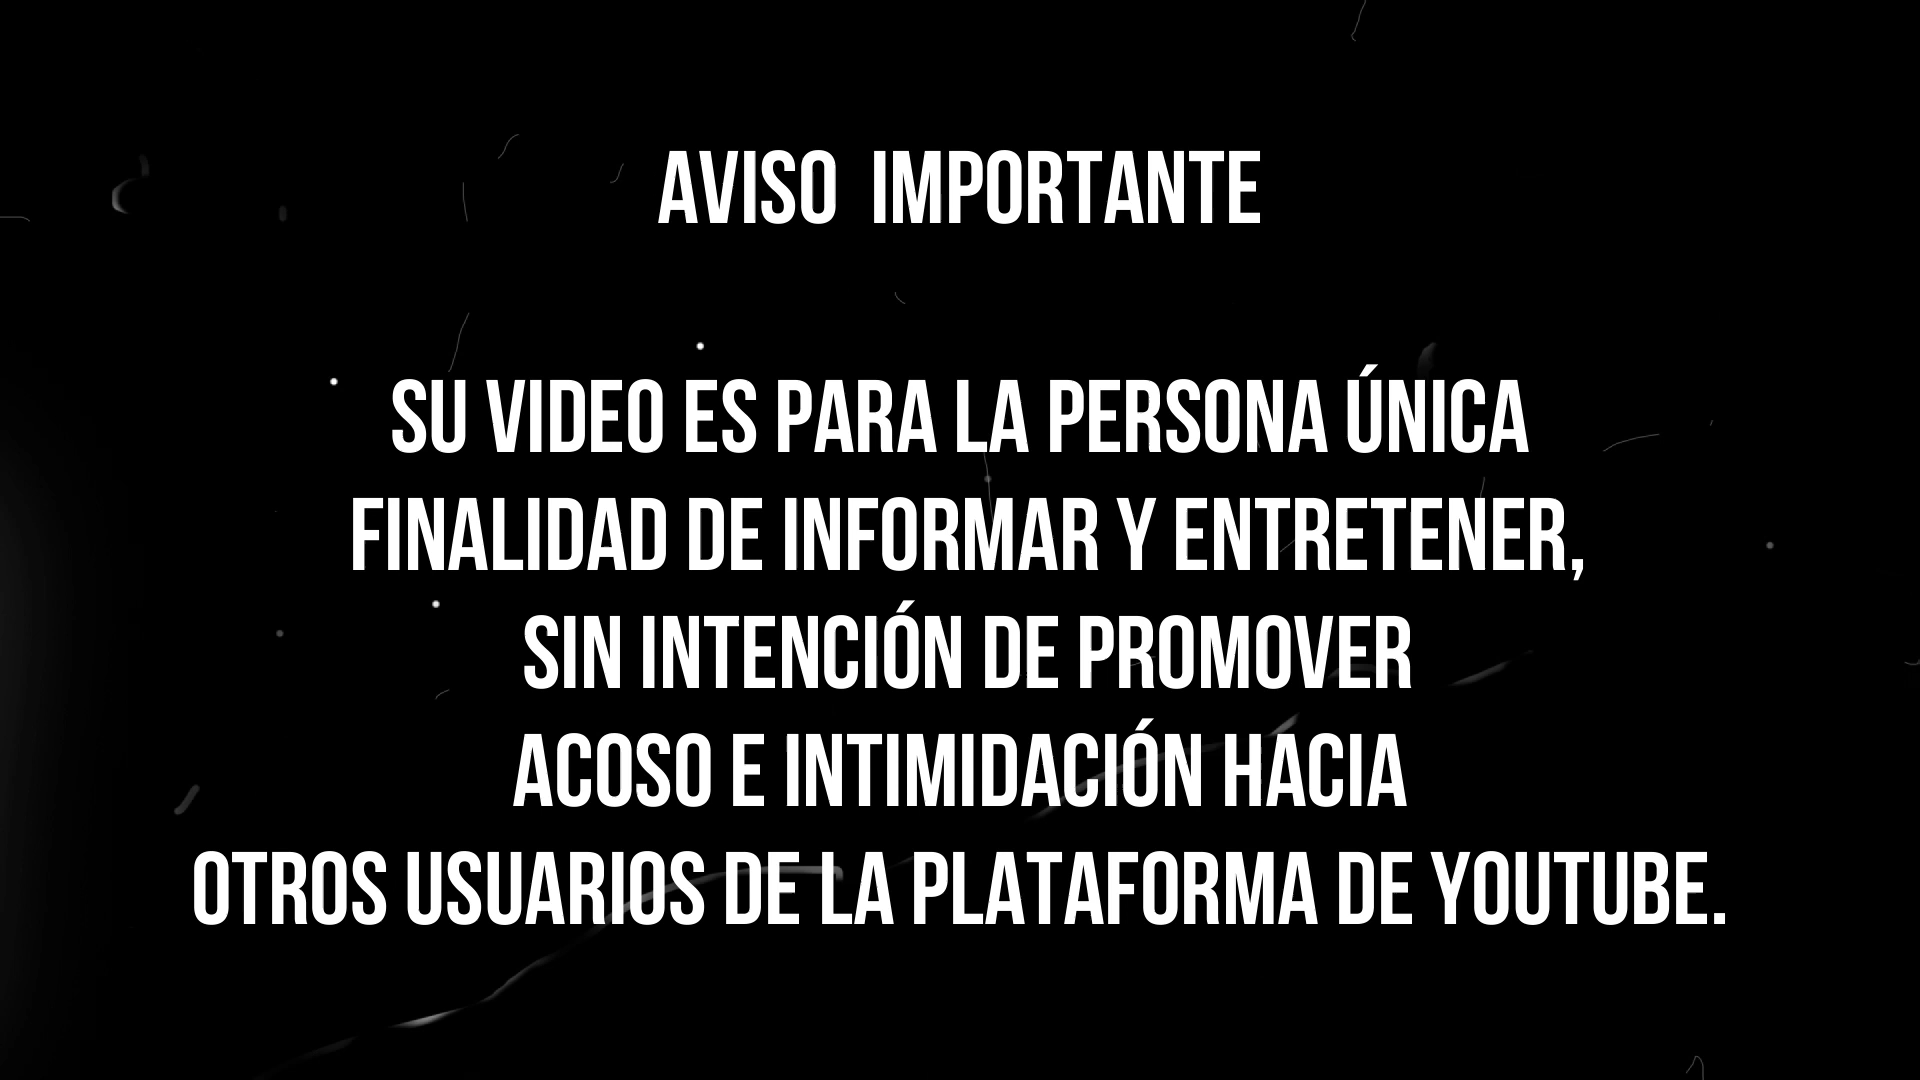 AVISO IMPORTANTE
SU VIDEO ES PARA LA PERSONA ÚNICA
FINALIDAD DE INFORMAR Y ENTRETENER,
SIN INTENCIÓN DE PROMOVER
ACOSO E INTIMIDACIÓN HACIA
OTROS USUARIOS DE LA PLATAFORMA DE YOUTUBE.